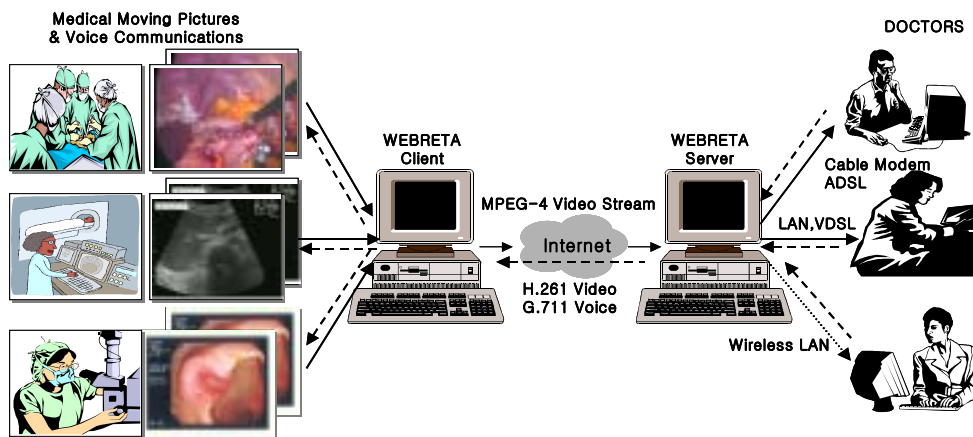 Medical Moving Pictures
& Voice Communications
DOCTORS
WEBRETA
Client
WEBRETA
Server
Cable Modem
ADSL
MPEG-4 Video Stream
LAN,VDSL
Internet
H.261 Video
G.711 Voice
Wireless LAN